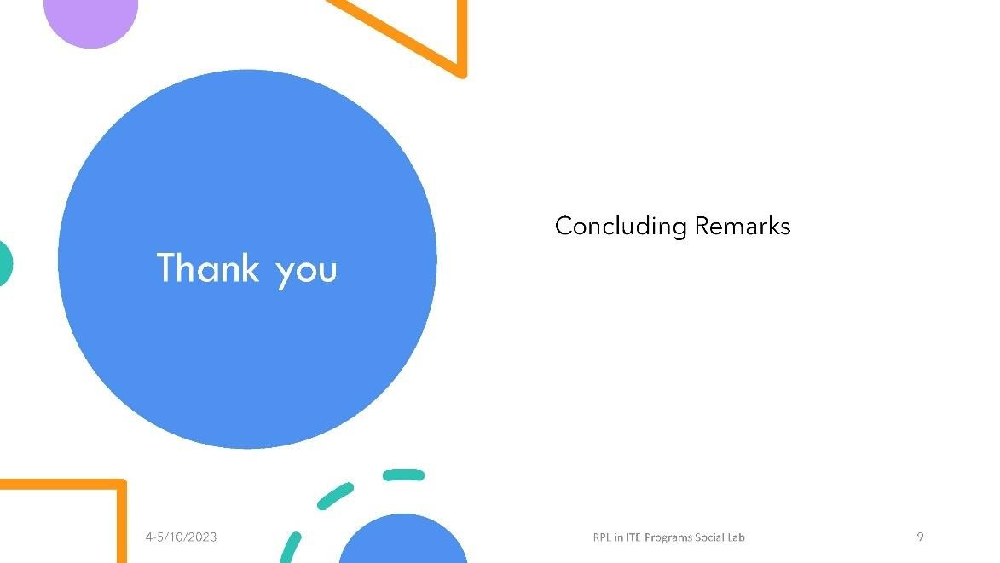 Thank you
Concluding Remarks
4-5/10/2023
RPL in ITE Programs Social Lab
9